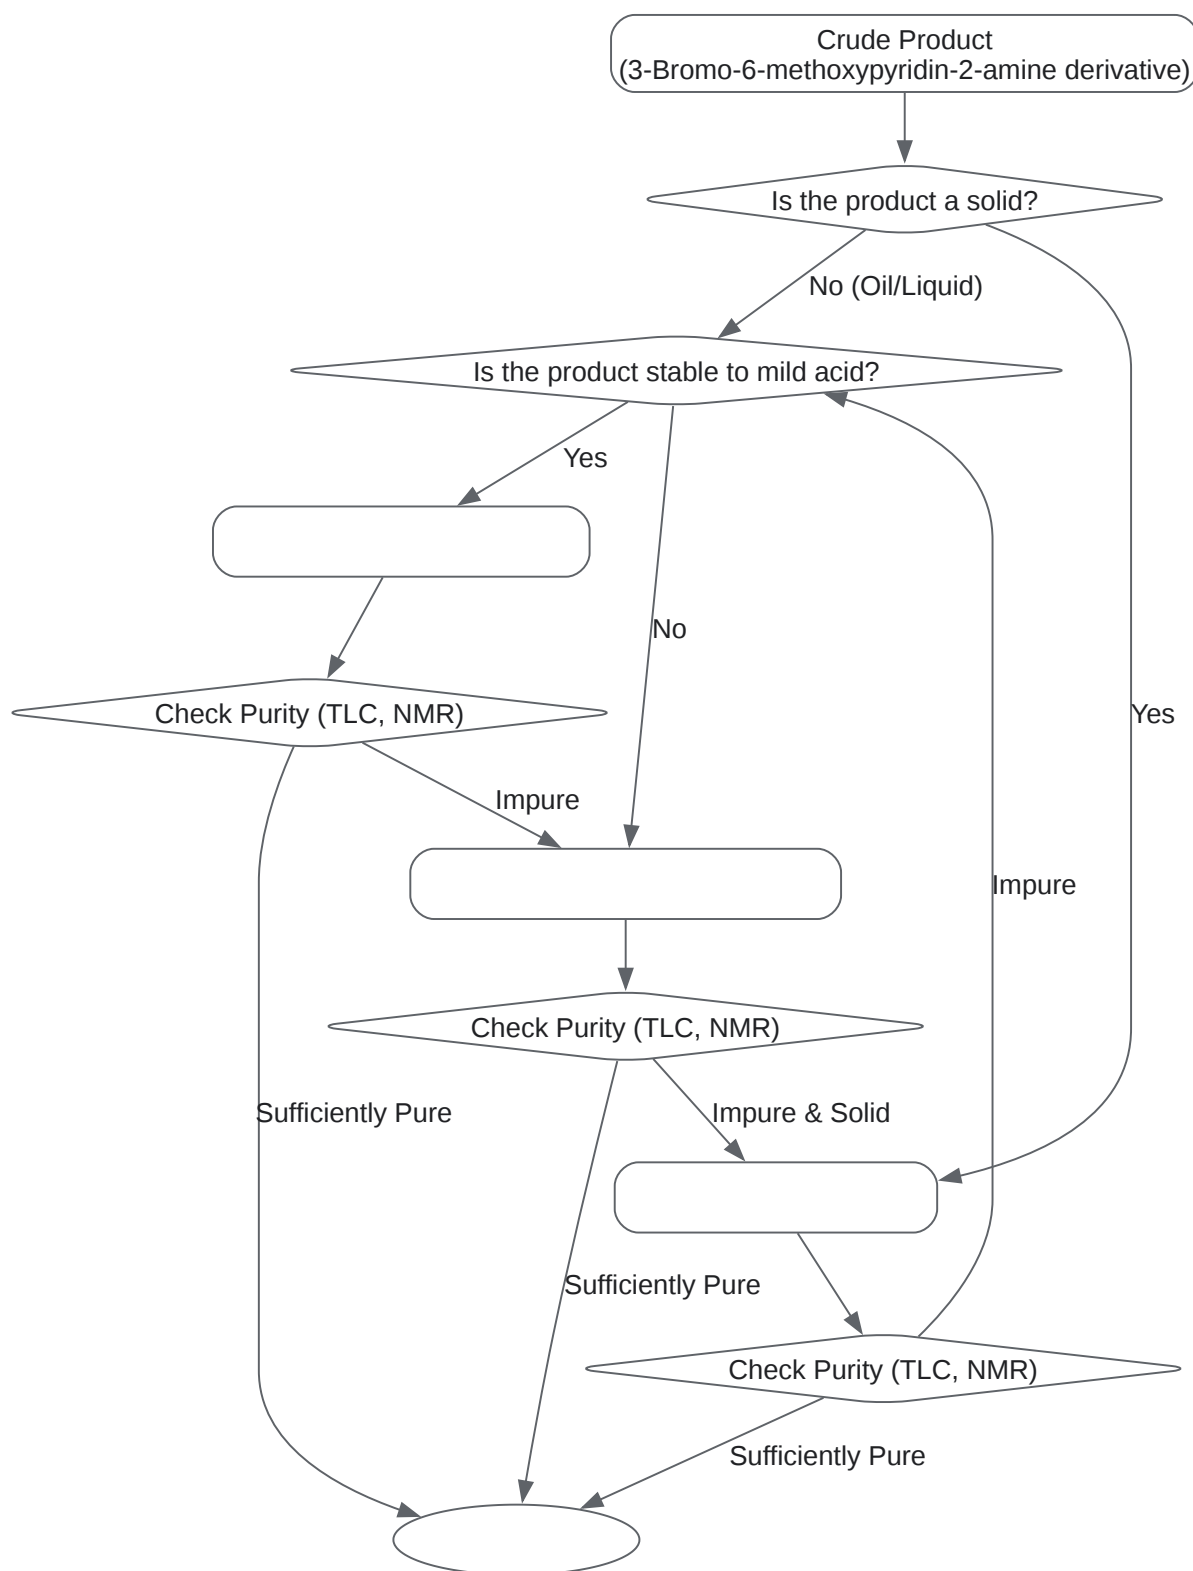 Crude Product
(3-Bromo-6-methoxypyridin-2-amine derivative)
Is the product a solid?
No (Oil/Liquid)
Is the product stable to mild acid?
Yes
No
Check Purity (TLC, NMR)
Yes
Impure
Impure
Check Purity (TLC, NMR)
Sufficiently Pure
Impure & Solid
Sufficiently Pure
Check Purity (TLC, NMR)
Sufficiently Pure